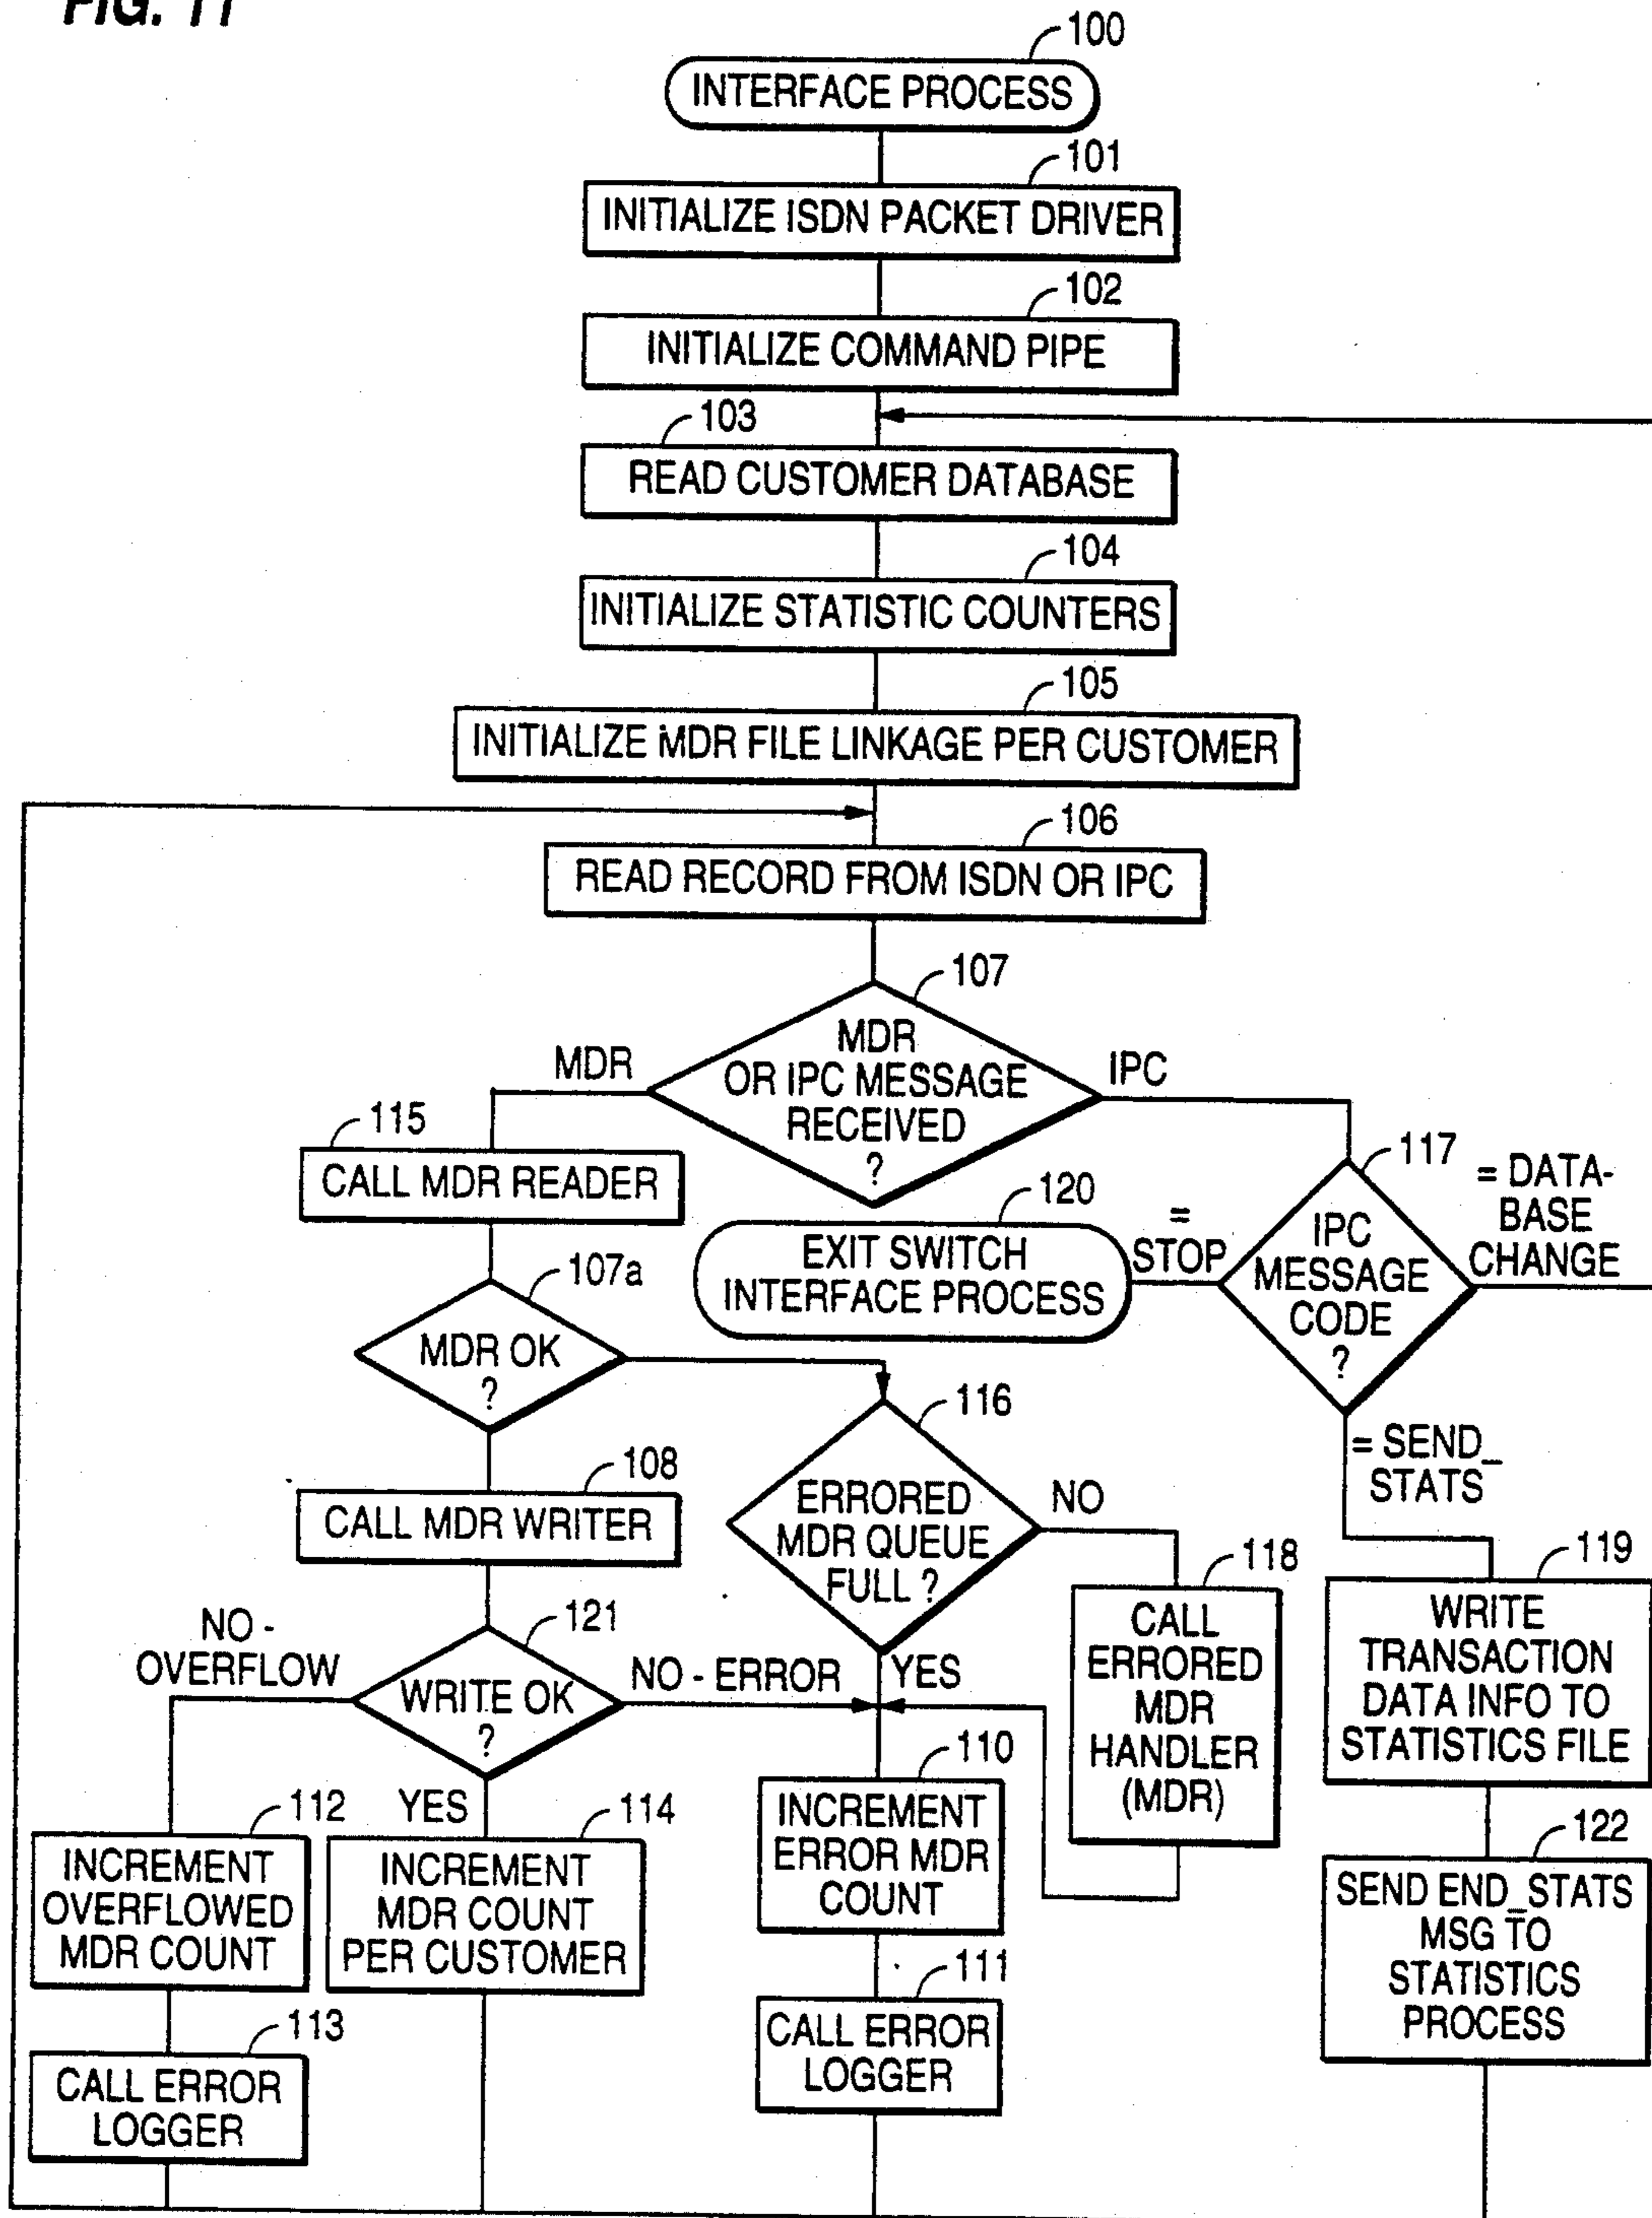 FIG. 11
100
INTERFACE PROCESS
101
INITIALIZE ISDN PACKET DRIVER
102
INITIALIZE COMMAND PIPE
103
READ CUSTOMER DATABASE
104
INITIALIZE STATISTIC COUNTERS
105
INITIALIZE MDR FILE LINKAGE PER CUSTOMER
106
READ RECORD FROM ISDN OR IPC
107
MDR
OR IPC MESSAGE
RECEIVED
?
MDR
IPC
115
CALL MDR READER
117
IPC
MESSAGE
CODE
?
= DATA-
BASE
CHANGE
=
STOP
120
EXIT SWITCH
INTERFACE PROCESS
107a
MDR OK
?
116
ERRORED
MDR QUEUE
FULL ?
NO
YES
= SEND_
STATS
108
CALL MDR WRITER
118
CALL
ERRORED
MDR
HANDLER
(MDR)
119
WRITE
TRANSACTION
DATA INFO TO
STATISTICS FILE
121
WRITE OK
?
NO -
OVERFLOW
NO - ERROR
YES
110
INCREMENT
ERROR MDR
COUNT
112
INCREMENT
OVERFLOWED
MDR COUNT
114
INCREMENT
MDR COUNT
PER CUSTOMER
122
SEND END_STATS
MSG TO
STATISTICS
PROCESS
111
CALL ERROR
LOGGER
113
CALL ERROR
LOGGER